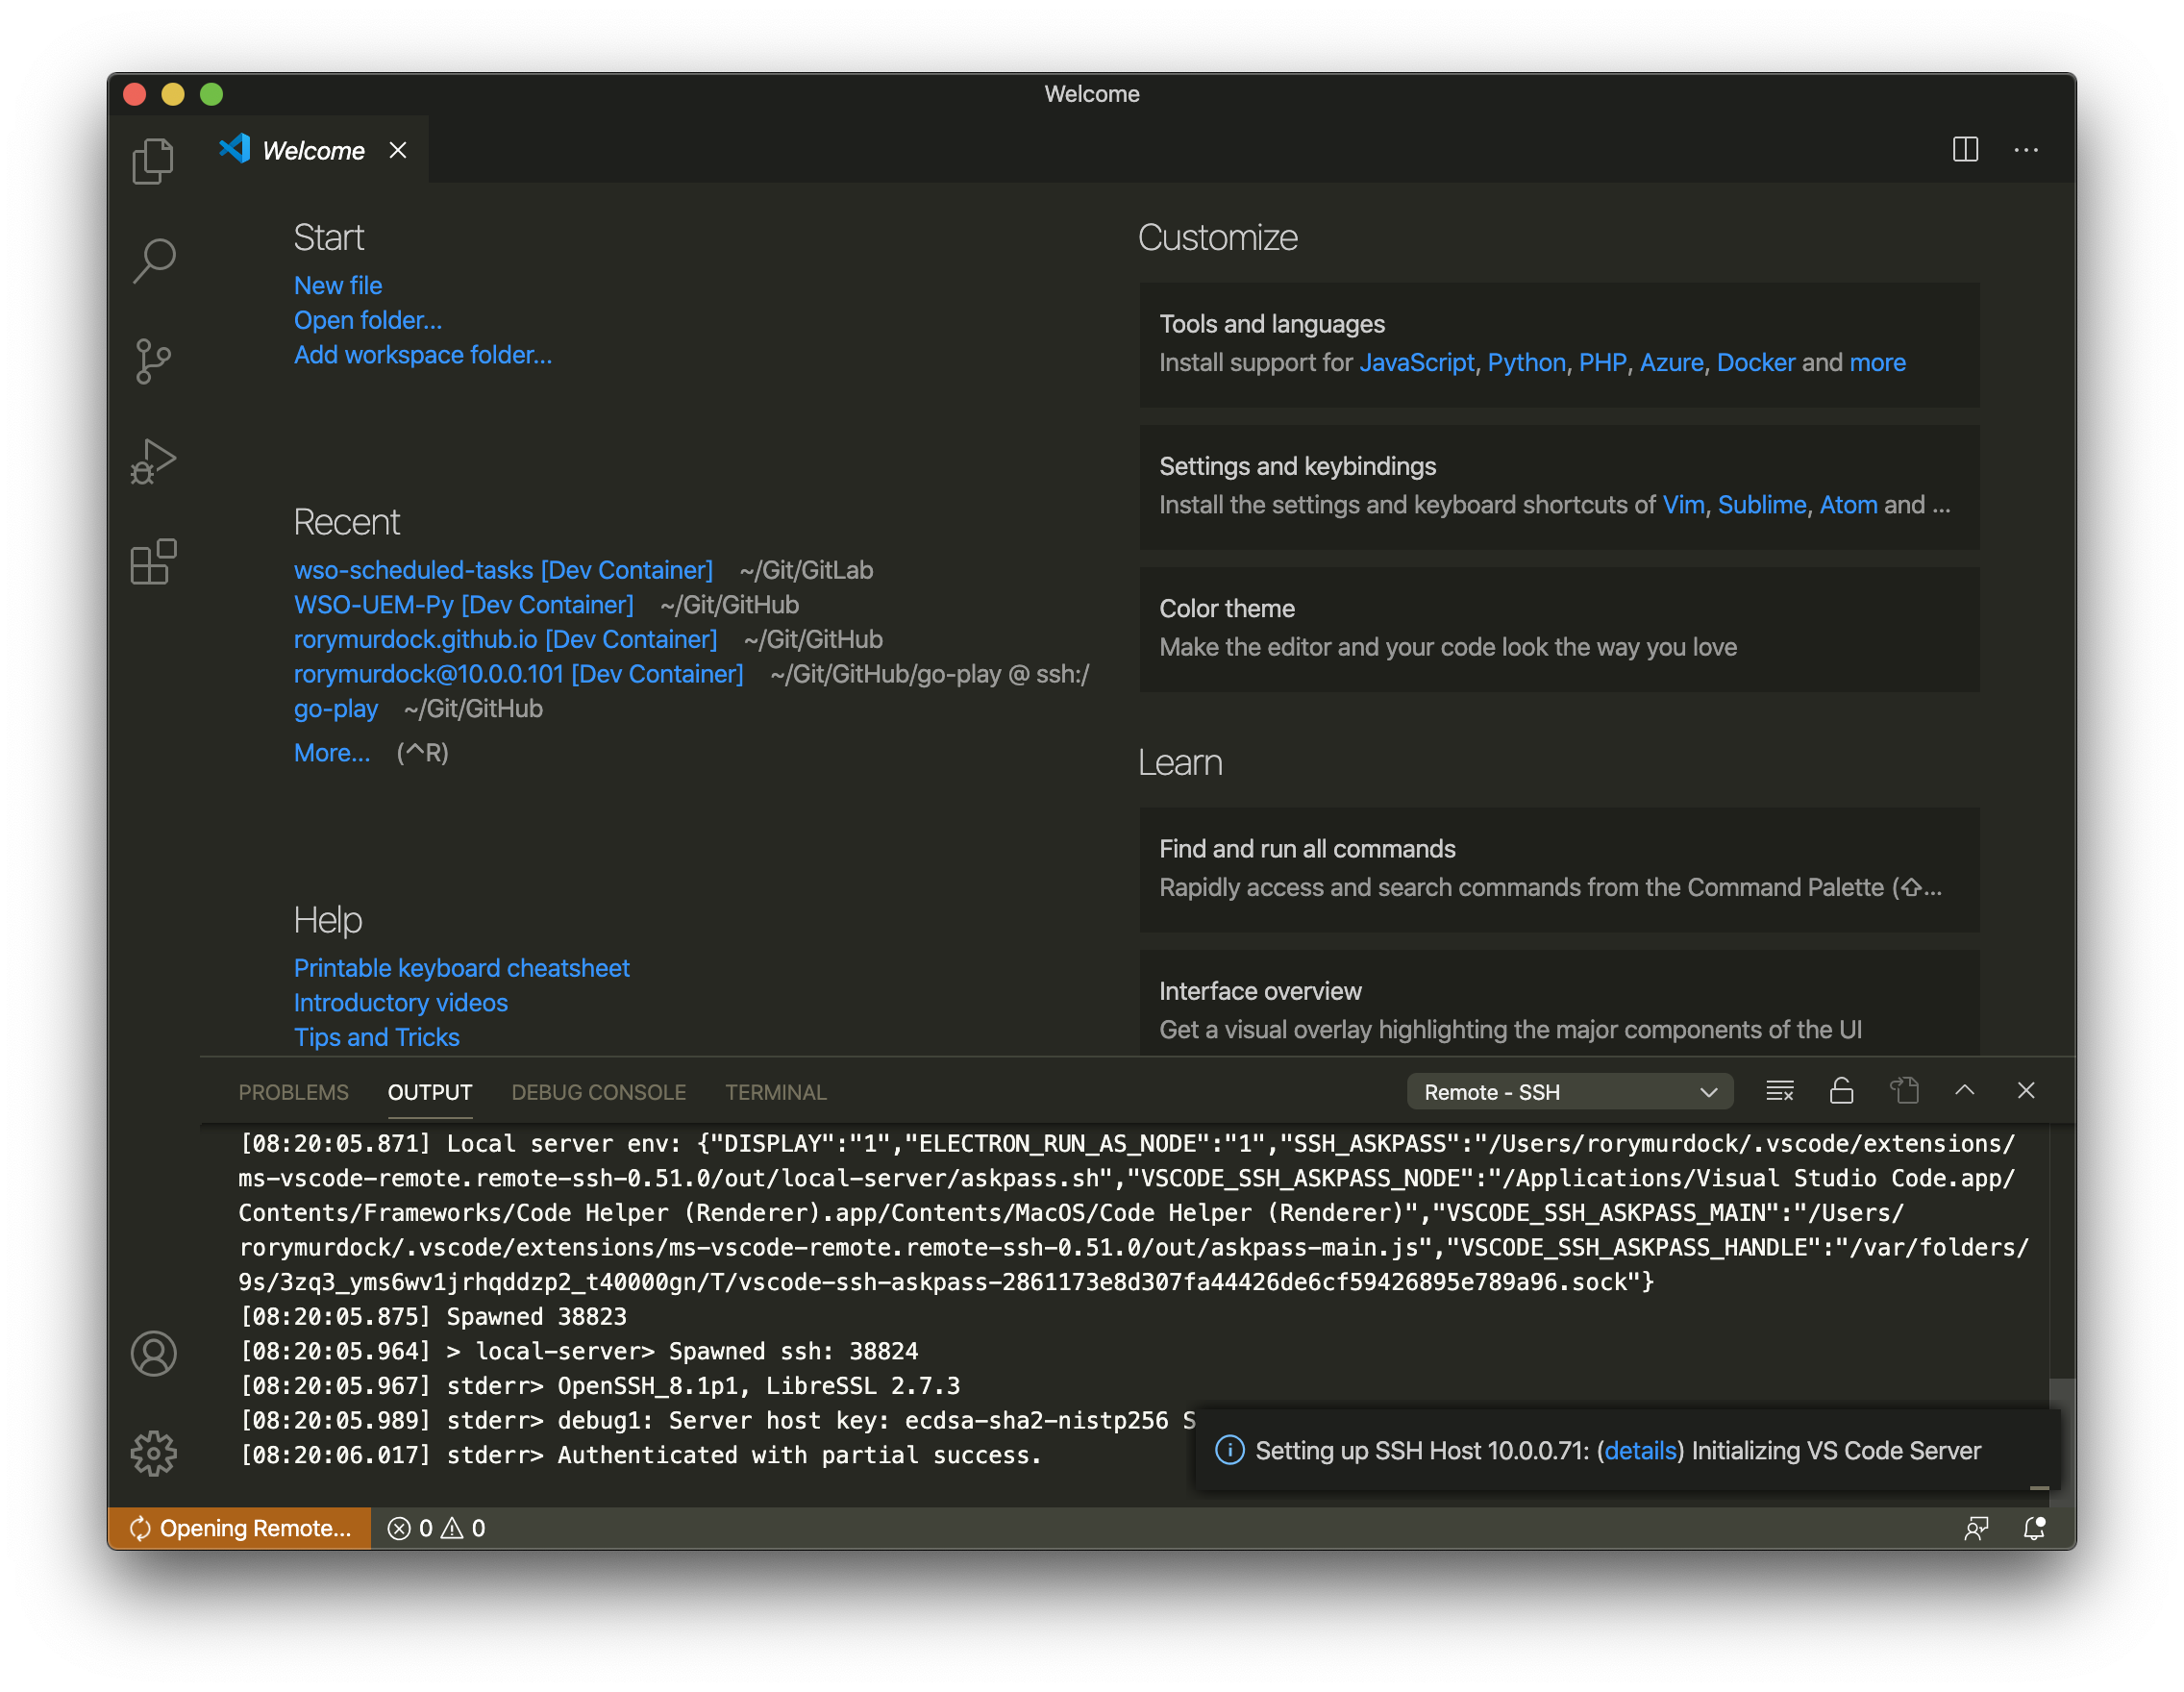 Welcome
Welcome
Start
New file
Open folder...
Add workspace folder...
Recent
wso-scheduled-tasks [Dev Container] ~/Git/GitLab
WSO-UEM-Py [Dev Container] ~/Git/GitHub
rorymurdock.github.io [Dev Container] ~/Git/GitHub
rorymurdock@10.0.0.101 [Dev Container] ~/Git/GitHub/go-play @ ssh:/
go-play ~/Git/GitHub
More... (^R)
Help
Printable keyboard cheatsheet
Introductory videos
Tips and Tricks
Customize
Tools and languages
Install support for JavaScript, Python, PHP, Azure, Docker and more
Settings and keybindings
Install the settings and keyboard shortcuts of Vim, Sublime, Atom and ...
Color theme
Make the editor and your code look the way you love
Learn
Find and run all commands
Rapidly access and search commands from the Command Palette (⇧...
Interface overview
Get a visual overlay highlighting the major components of the UI
PROBLEMS OUTPUT DEBUG CONSOLE TERMINAL Remote - SSH
[08:20:05.871] Local server env: {"DISPLAY":"1","ELECTRON_RUN_AS_NODE":"1","SSH_ASKPASS":"/Users/rorymurdock/.vscode/extensions/
ms-vscode-remote.remote-ssh-0.51.0/out/local-server/askpass.sh","VSCODE_SSH_ASKPASS_NODE":"/Applications/Visual Studio Code.app/
Contents/Frameworks/Code Helper (Renderer).app/Contents/MacOS/Code Helper (Renderer)","VSCODE_SSH_ASKPASS_MAIN":"/Users/
rorymurdock/.vscode/extensions/ms-vscode-remote.remote-ssh-0.51.0/out/askpass-main.js","VSCODE_SSH_ASKPASS_HANDLE":"/var/folders/
9s/3zq3_yms6wv1jrhqddzp2_t40000gn/T/vscode-ssh-askpass-2861173e8d307fa44426de6cf59426895e789a96.sock"}
[08:20:05.875] Spawned 38823
[08:20:05.964] > local-server> Spawned ssh: 38824
[08:20:05.967] stderr> OpenSSH_8.1p1, LibreSSL 2.7.3
[08:20:05.989] stderr> debug1: Server host key: ecdsa-sha2-nistp256 S
[08:20:06.017] stderr> Authenticated with partial success.
Setting up SSH Host 10.0.0.71: (details) Initializing VS Code Server
Opening Remote... 0 0